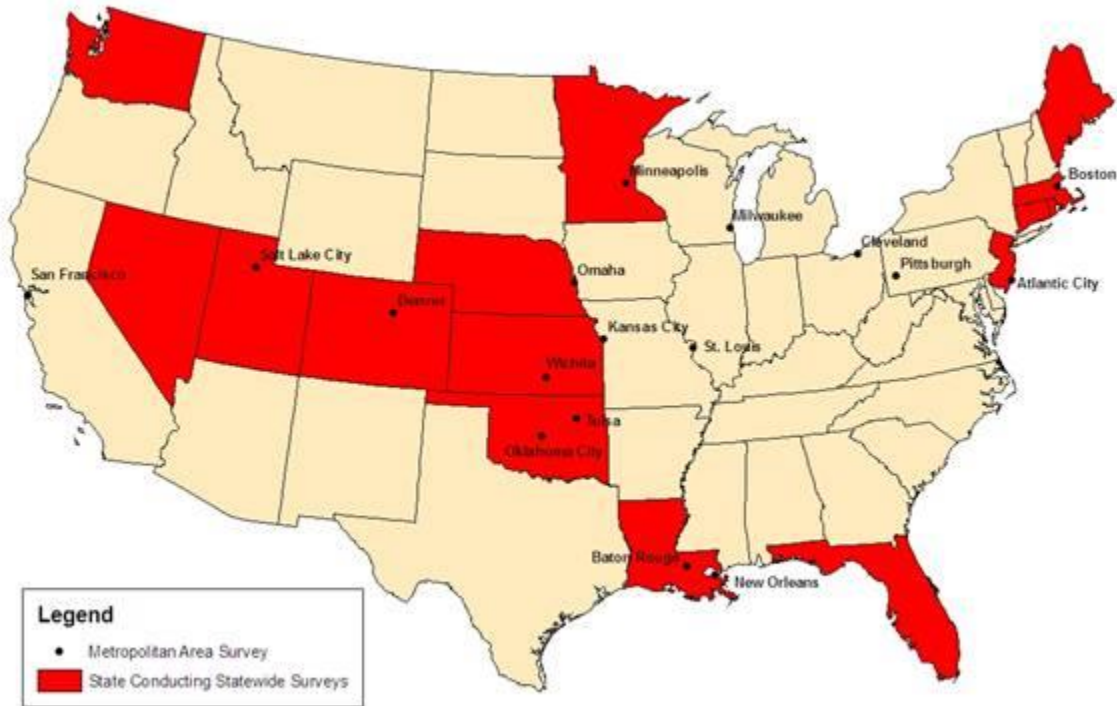 Minneapolis
Boston
Milwaukee
Salt Lake City
Cleveland
San Francisco
Omaha
Pittsburgh
Atlantic City
Denver
Kansas City
St. Louis
Wichita
Tulsa
Oklahoma City
Baton Rouge
New Orleans
Legend
Metropolitan Area Survey
State Conducting Statewide Surveys